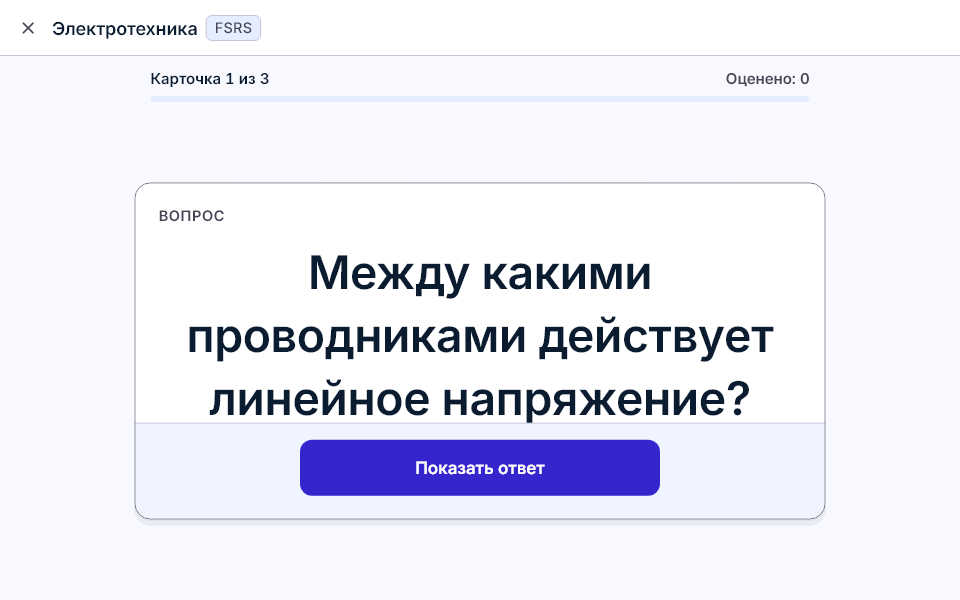 Электротехника FSRS
Карточка 1 из 3
Оценено: 0
ВОПРОС
Между какими
проводниками действует
линейное напряжение?
Показать ответ